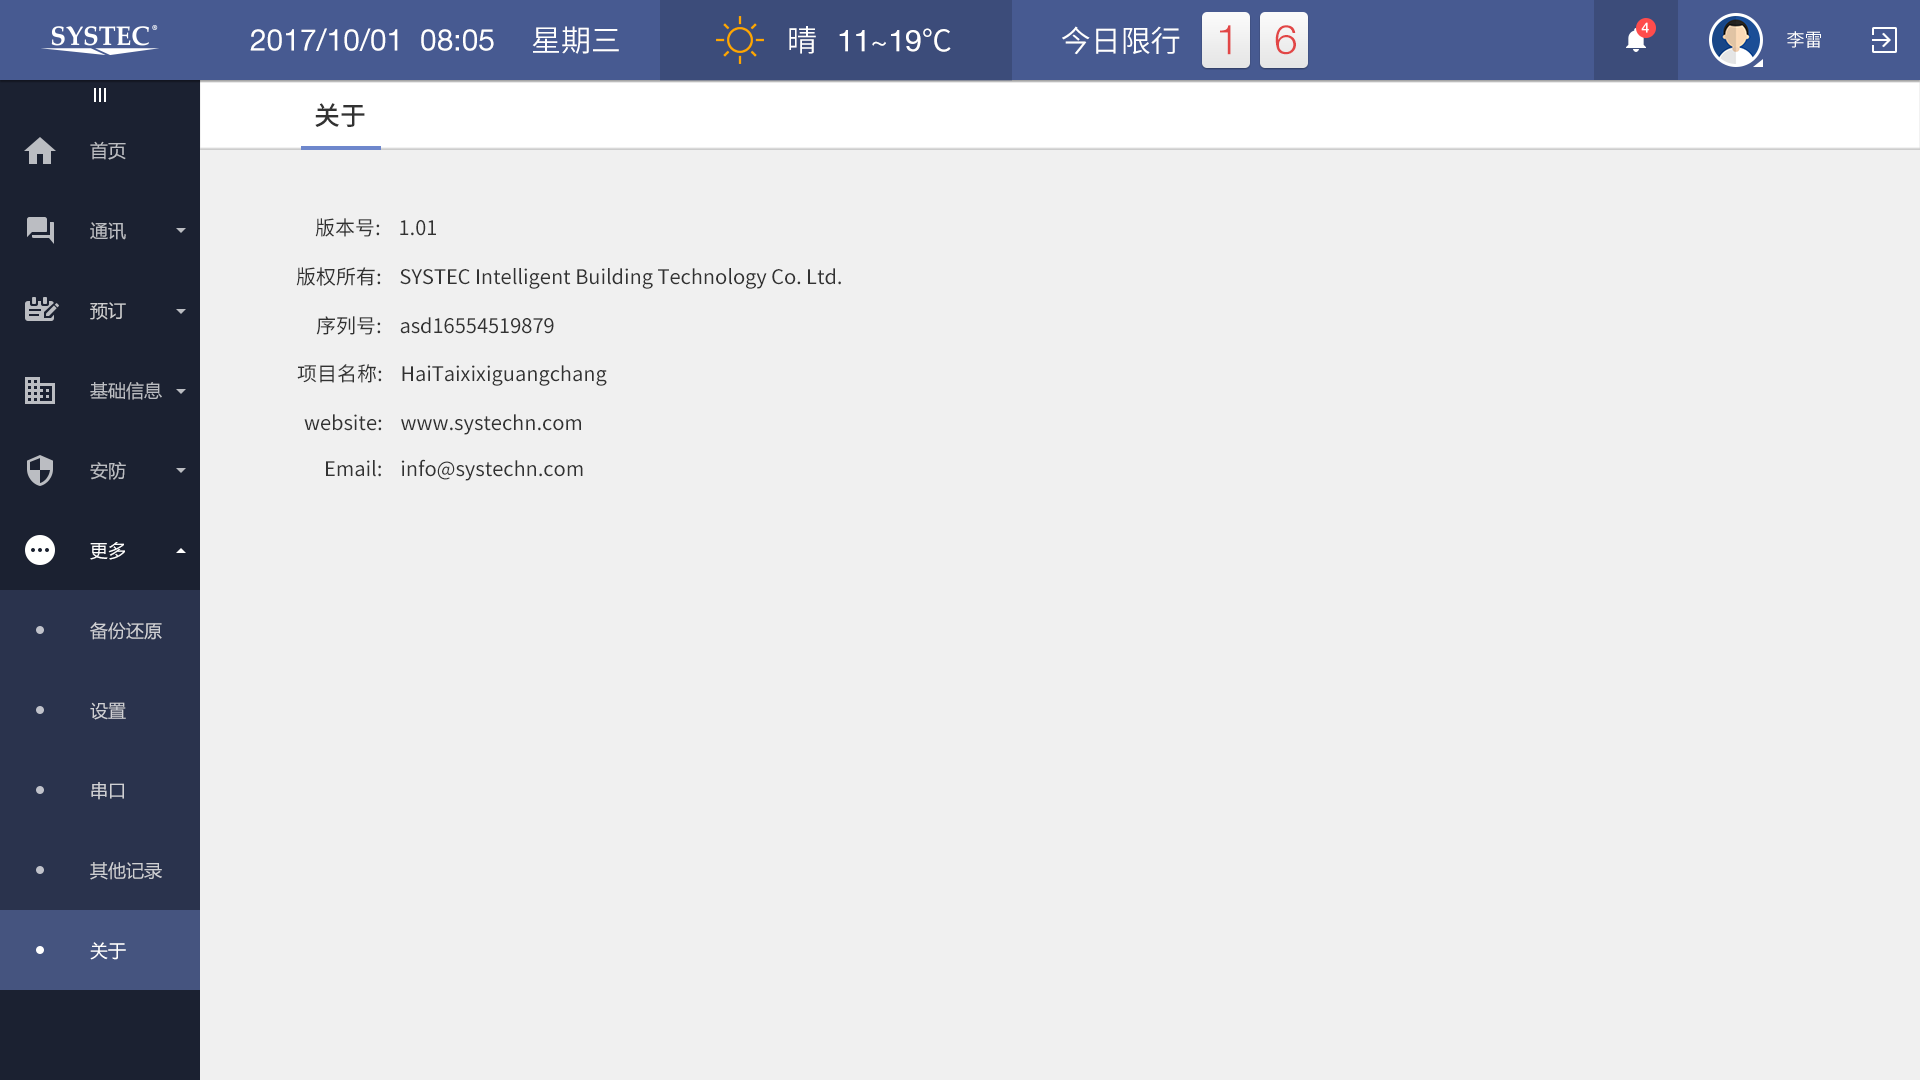 SYSTEC®
2017/10/01 08:05 星期三
晴 11~19℃
今日限行 1 6
4
李雷
首页
通讯
预订
基础信息
安防
更多
备份还原
设置
串口
其他记录
关于
关于
版本号: 1.01
版权所有: SYSTEC Intelligent Building Technology Co. Ltd.
序列号: asd16554519879
项目名称: HaiTaixixiguangchang
website: www.systechn.com
Email: info@systechn.com